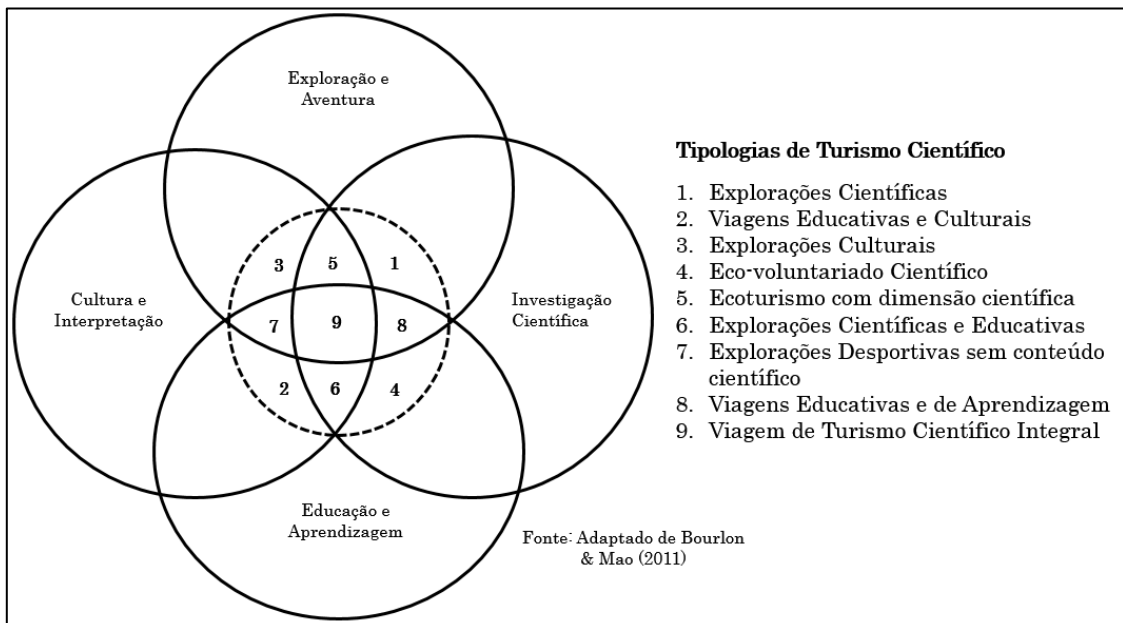 Exploração e
Aventura
Cultura e
Interpretação
Investigação
Científica
Educação e
Aprendizagem
3
5
1
7
9
8
2
6
4
Tipologias de Turismo Científico
1. Explorações Científicas
2. Viagens Educativas e Culturais
3. Explorações Culturais
4. Eco-voluntariado Científico
5. Ecoturismo com dimensão científica
6. Explorações Científicas e Educativas
7. Explorações Desportivas sem conteúdo
científico
8. Viagens Educativas e de Aprendizagem
9. Viagem de Turismo Científico Integral
Fonte: Adaptado de Bourlon
& Mao (2011)